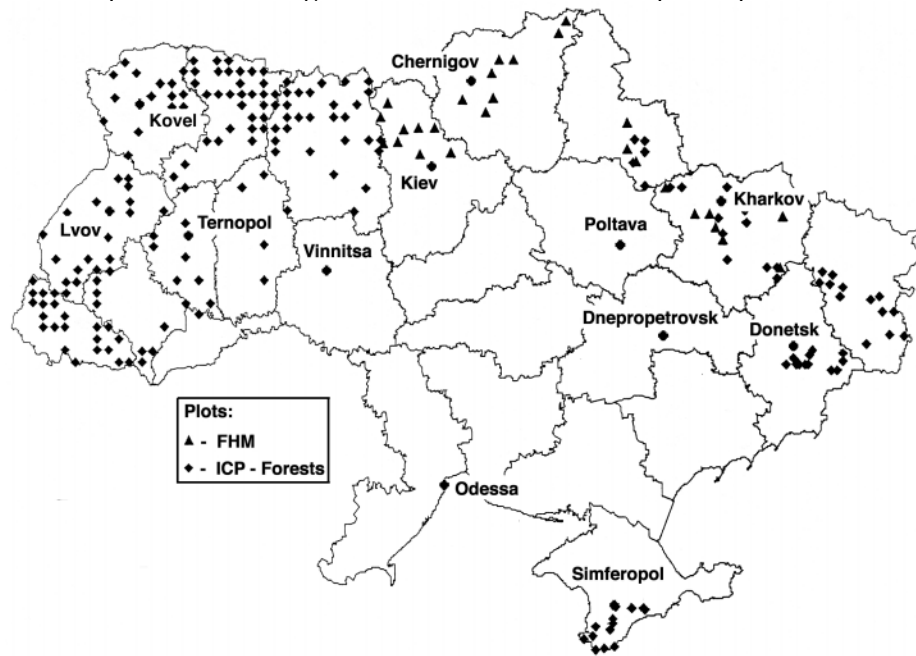 Chernigov
Kovel
Kiev
Kharkov
Lvov
Ternopol
Poltava
Vinnitsa
Dnepropetrovsk
Donetsk
Plots:
- FHM
- ICP - Forests
Odessa
Simferopol